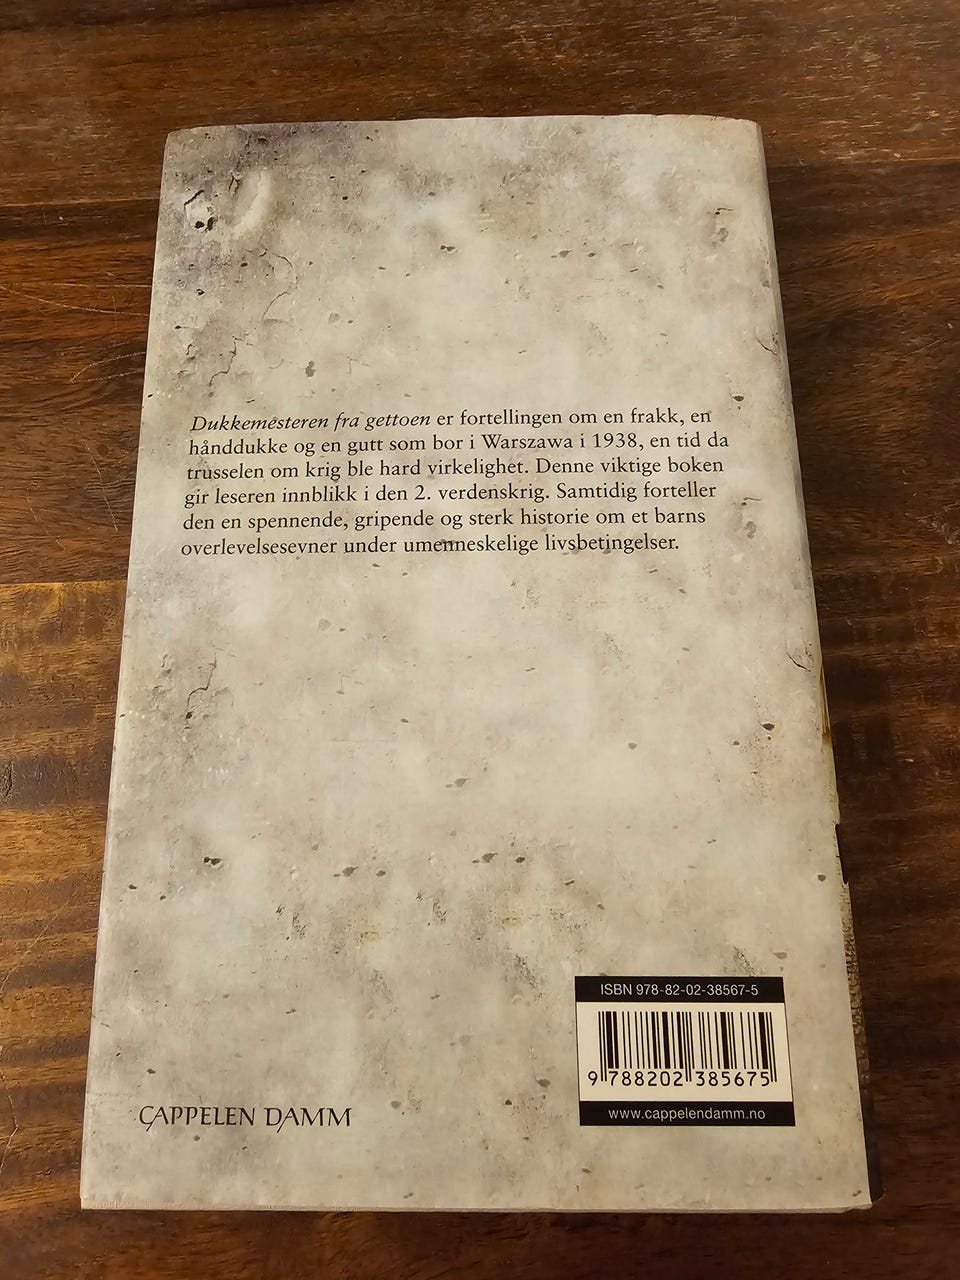 Dukkemesteren fra gettoen er fortellingen om en frakk, en
hånddukke og en gutt som bor i Warszawa i 1938, en tid da
trusselen om krig ble hard virkelighet. Denne viktige boken
gir leseren innblikk i den 2. verdenskrig. Samtidig forteller
den en spennende, gripende og sterk historie om et barns
overlevelsesevner under umenneskelige livsbetingelser.
ISBN 978-82-02-38567-5
9 788202 385675
www.cappelendamm.no
CAPPELEN DAMM